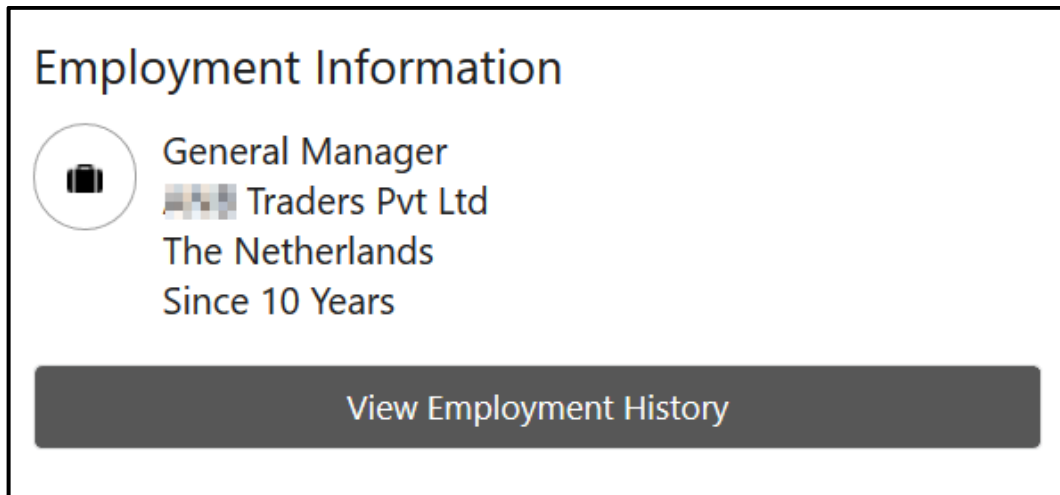 Employment Information
General Manager
Traders Pvt Ltd
The Netherlands
Since 10 Years
View Employment History